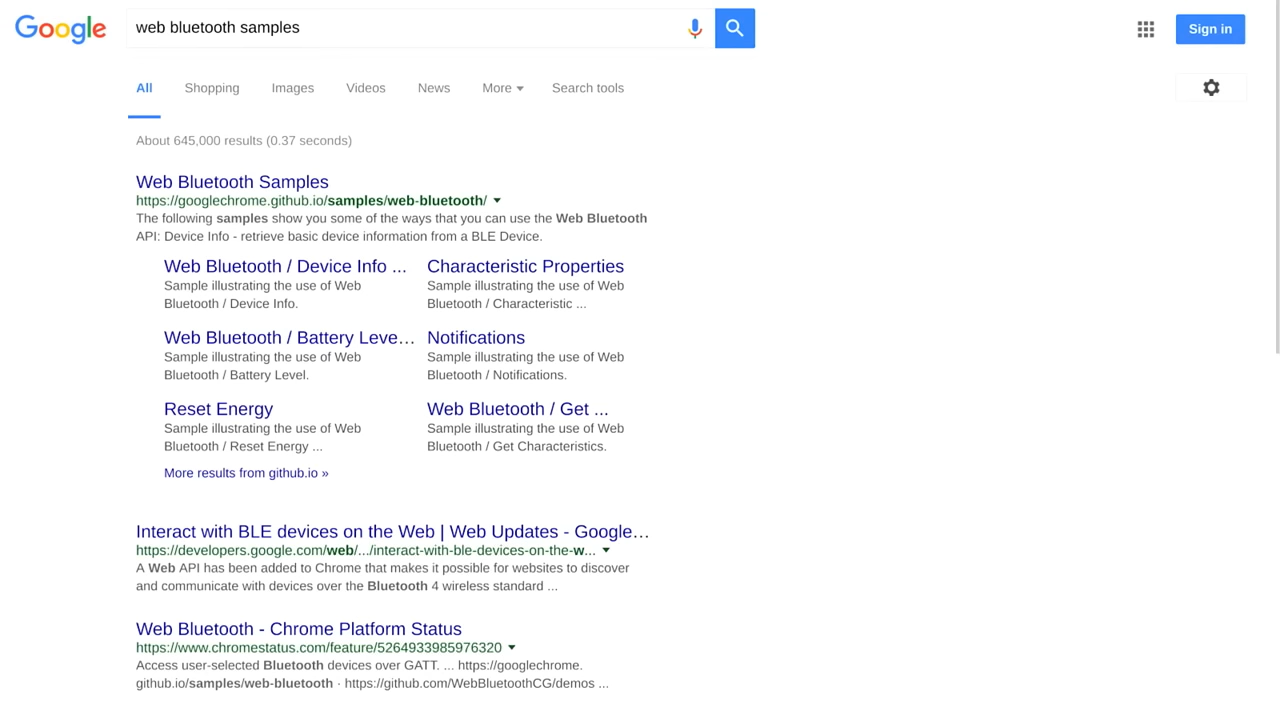 Google
web bluetooth samples
Sign in
All Shopping Images Videos News More Search tools
About 645,000 results (0.37 seconds)
Web Bluetooth Samples
https://googlechrome.github.io/samples/web-bluetooth/
The following samples show you some of the ways that you can use the Web Bluetooth
API: Device Info - retrieve basic device information from a BLE Device.
Web Bluetooth / Device Info ...
Sample illustrating the use of Web
Bluetooth / Device Info.
Characteristic Properties
Sample illustrating the use of Web
Bluetooth / Characteristic ...
Web Bluetooth / Battery Leve...
Sample illustrating the use of Web
Bluetooth / Battery Level.
Notifications
Sample illustrating the use of Web
Bluetooth / Notifications.
Reset Energy
Sample illustrating the use of Web
Bluetooth / Reset Energy ...
Web Bluetooth / Get ...
Sample illustrating the use of Web
Bluetooth / Get Characteristics.
More results from github.io »
Interact with BLE devices on the Web | Web Updates - Google...
https://developers.google.com/web/.../interact-with-ble-devices-on-the-w...
A Web API has been added to Chrome that makes it possible for websites to discover
and communicate with devices over the Bluetooth 4 wireless standard ...
Web Bluetooth - Chrome Platform Status
https://www.chromestatus.com/feature/5264933985976320
Access user-selected Bluetooth devices over GATT. ... https://googlechrome.
github.io/samples/web-bluetooth · https://github.com/WebBluetoothCG/demos ...